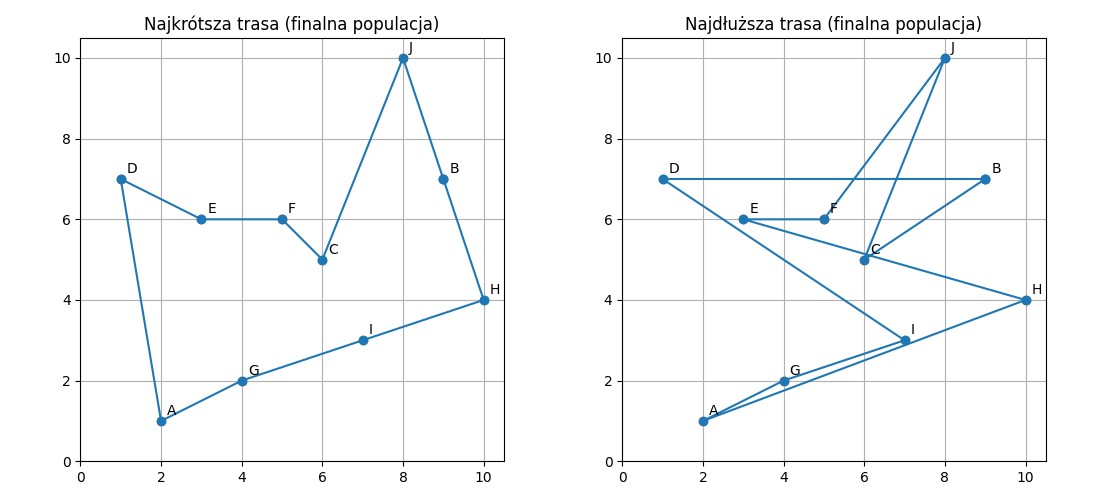 Najkrótsza trasa (finalna populacja)
10
8
6
4
2
0
0 2 4 6 8 10
J
D
B
E
F
C
H
I
G
A
Najdłuższa trasa (finalna populacja)
10
8
6
4
2
0
0 2 4 6 8 10
J
D
B
E
F
C
H
I
G
A